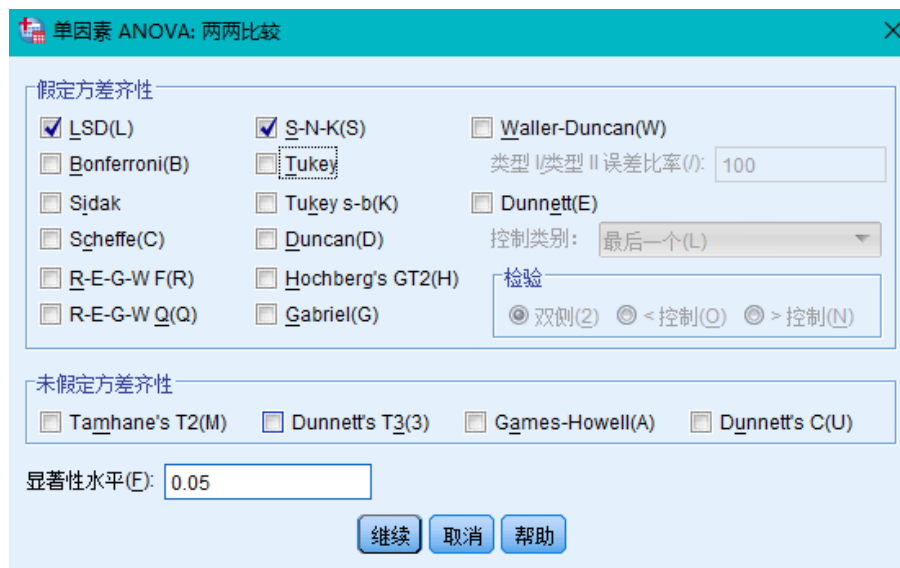 单因素 ANOVA: 两两比较
假定方差齐性
LSD(L) S-N-K(S) Waller-Duncan(W)
Bonferroni(B) Tukey 类型 I/类型 II 误差比率(/): 100
Sidak Tukey s-b(K) Dunnett(E)
Scheffe(C) Duncan(D) 控制类别: 最后一个(L)
R-E-G-W F(R) Hochberg's GT2(H) 检验
R-E-G-W Q(Q) Gabriel(G) 双侧(2) < 控制(O) > 控制(N)
未假定方差齐性
Tamhane's T2(M) Dunnett's T3(3) Games-Howell(A) Dunnett's C(U)
显著性水平(F): 0.05
继续 取消 帮助